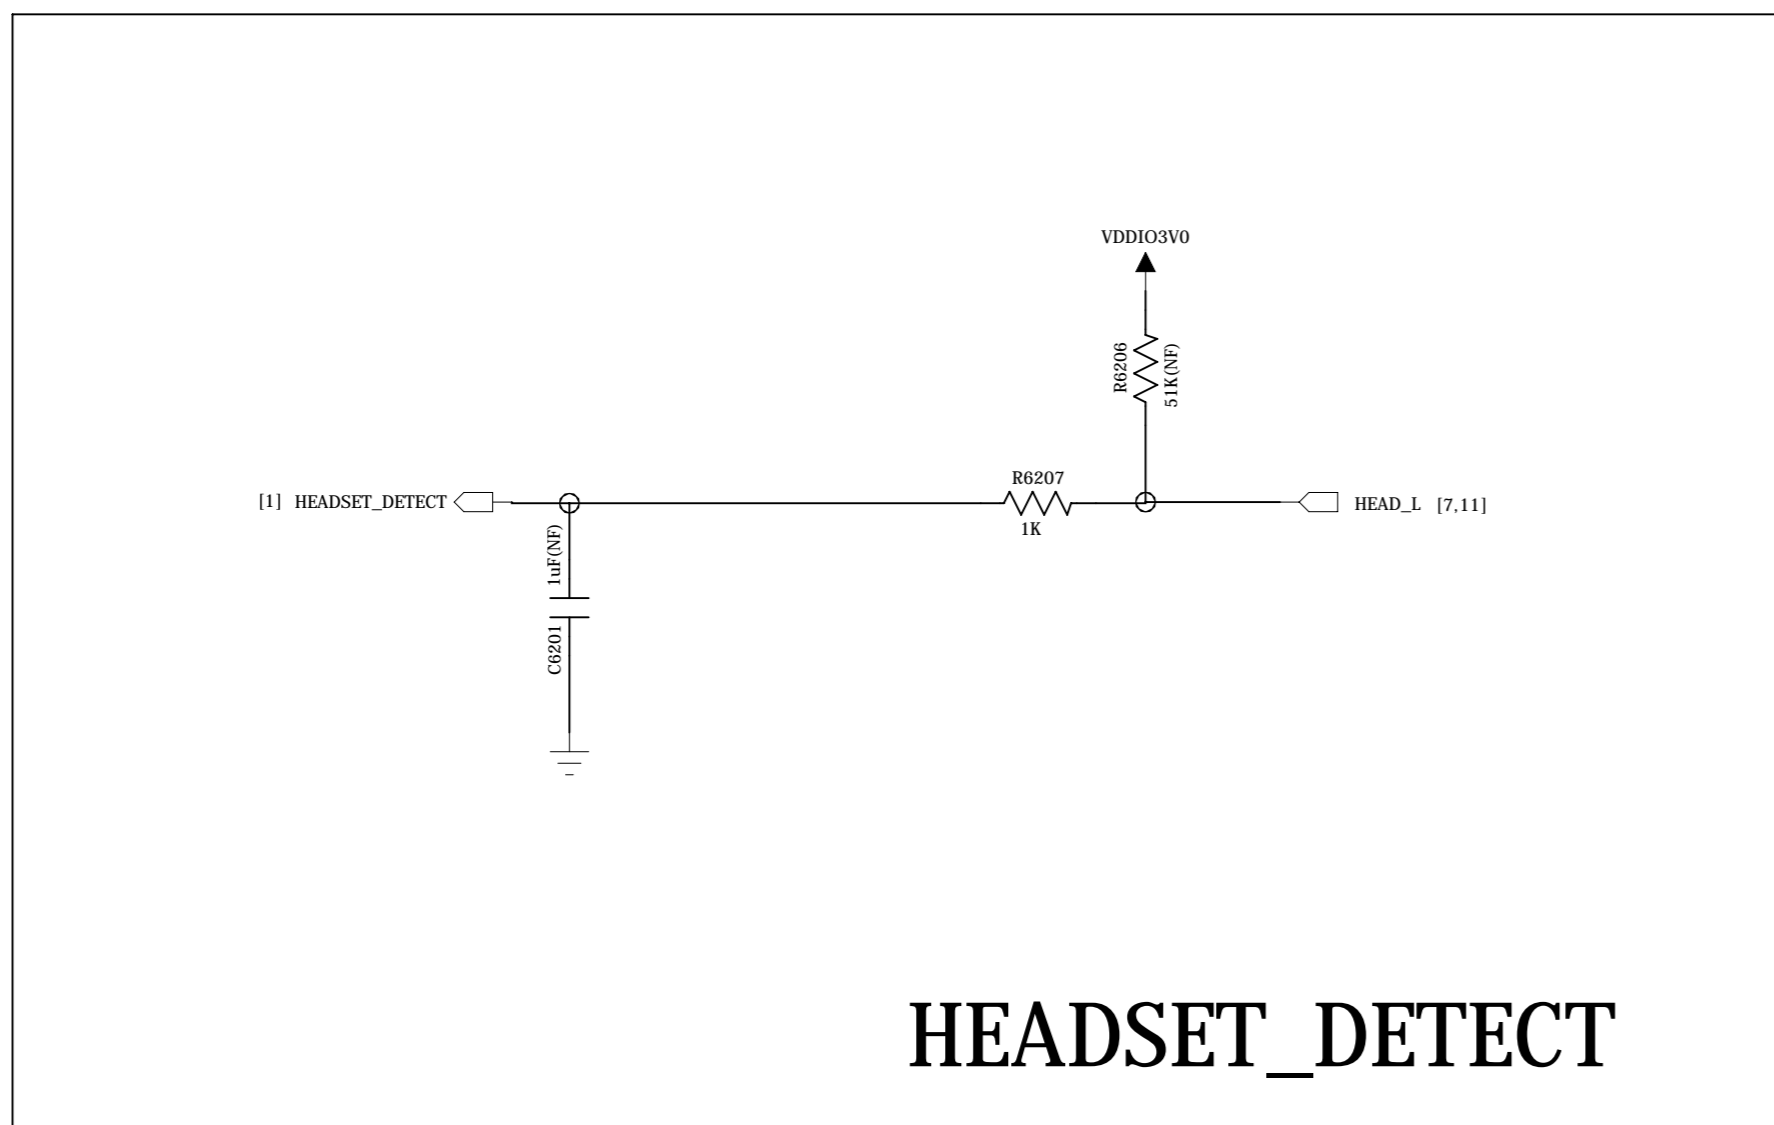 VDDIO3V0
R6206
51K(NF)
R6207
1K
[1] HEADSET_DETECT
HEAD_L [7,11]
1uF(NF)
C6201
HEADSET_DETECT